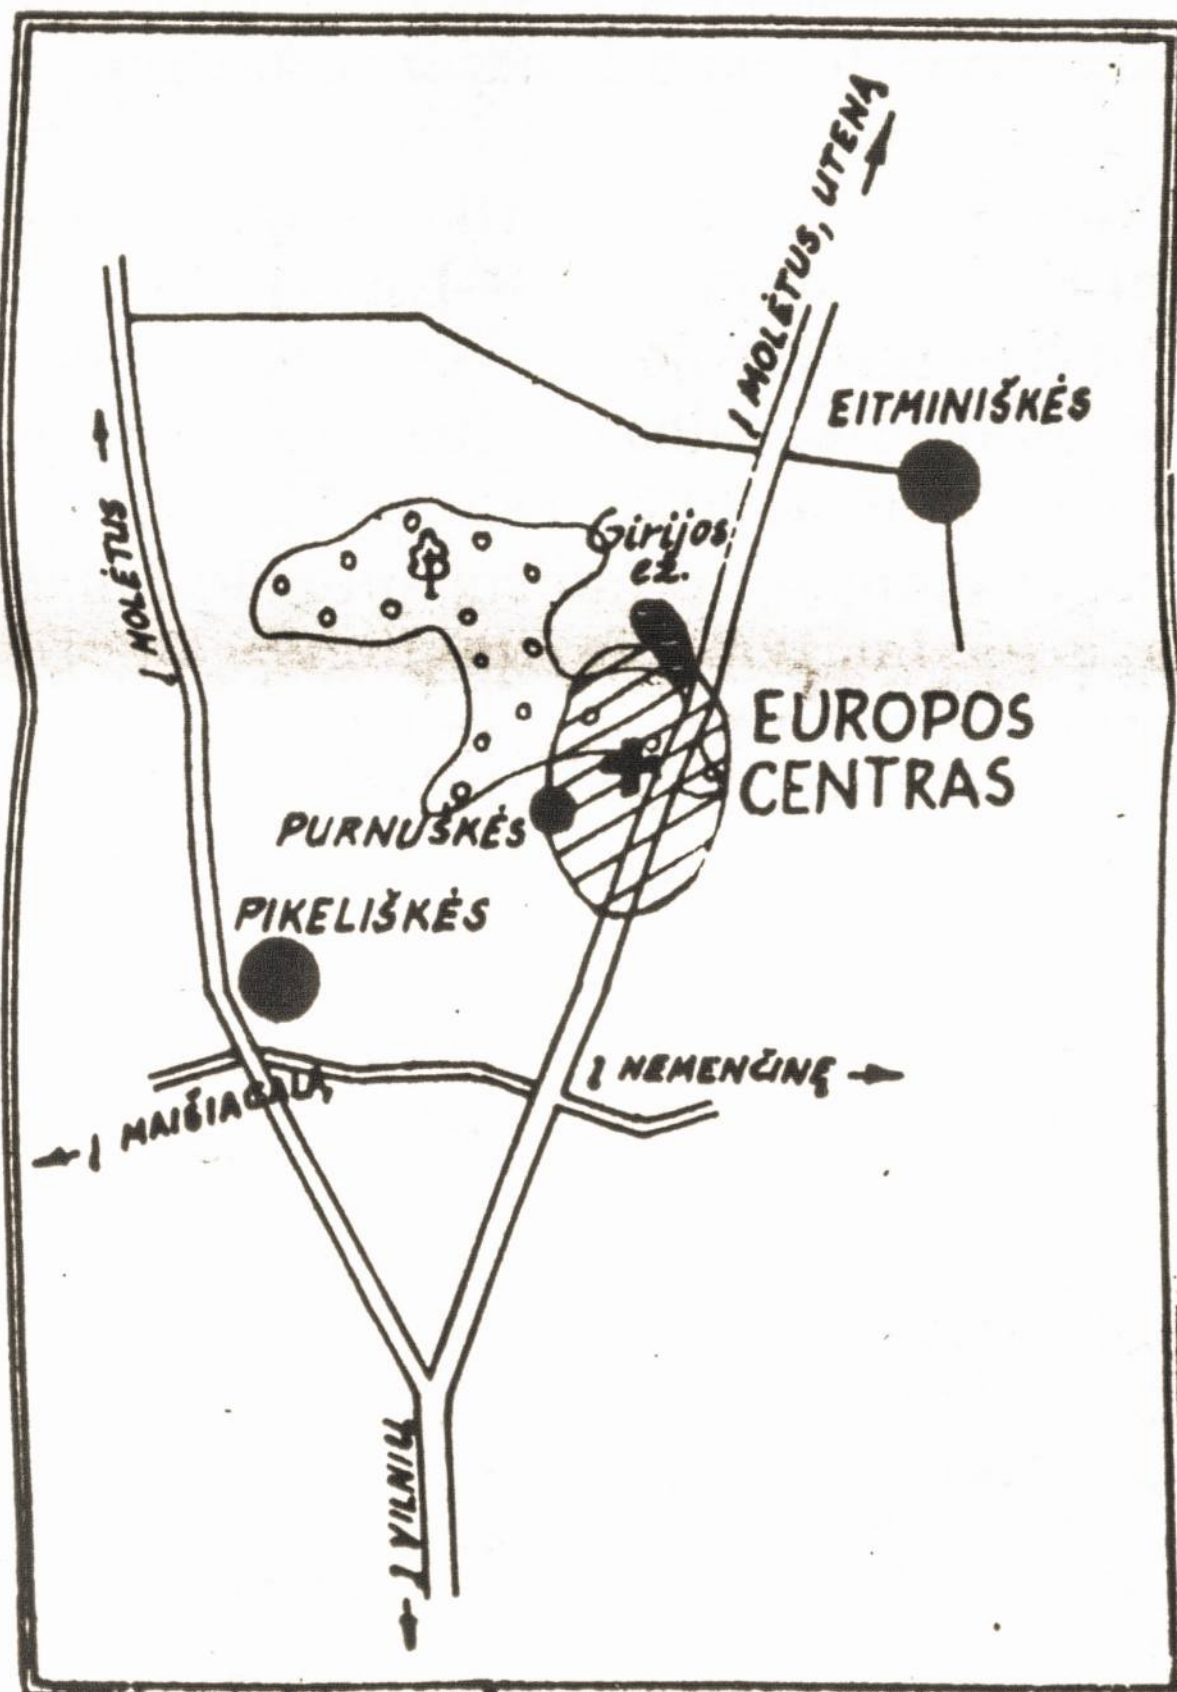 Į MOLĖTUS, UTENĄ
EITMINIŠKĖS
Į MOLĖTUS
Girijos
ež.
EUROPOS
CENTRAS
PURNUŠKĖS
PIKELIŠKĖS
Į NEMENČINĘ
Į MAIŠIAGALĄ
Į VILNIŲ